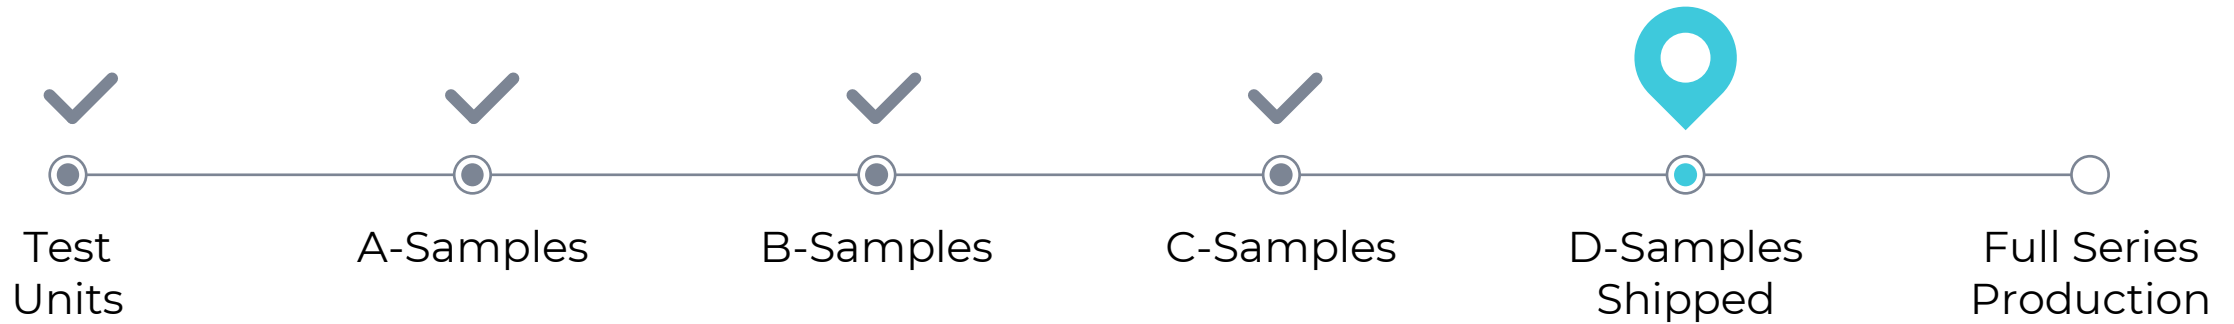 Test
Units
A-Samples
B-Samples
C-Samples
D-Samples
Shipped
Full Series
Production